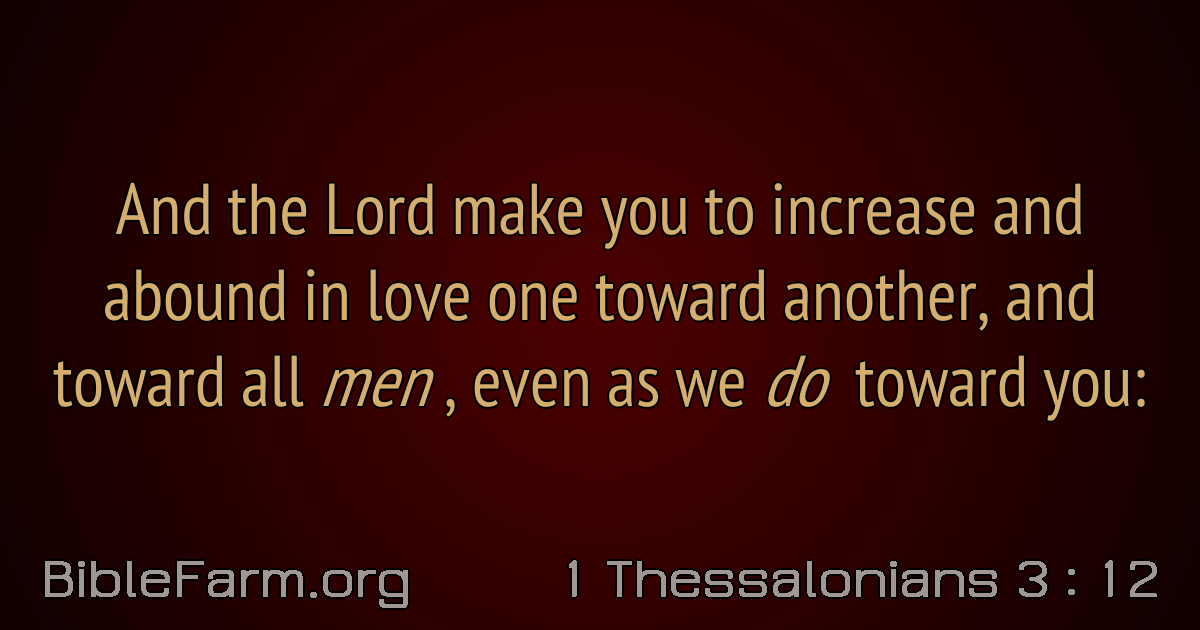 And the Lord make you to increase and
abound in love one toward another, and
toward all men , even as we do toward you:
BibleFarm.org
1 Thessalonians 3 : 12